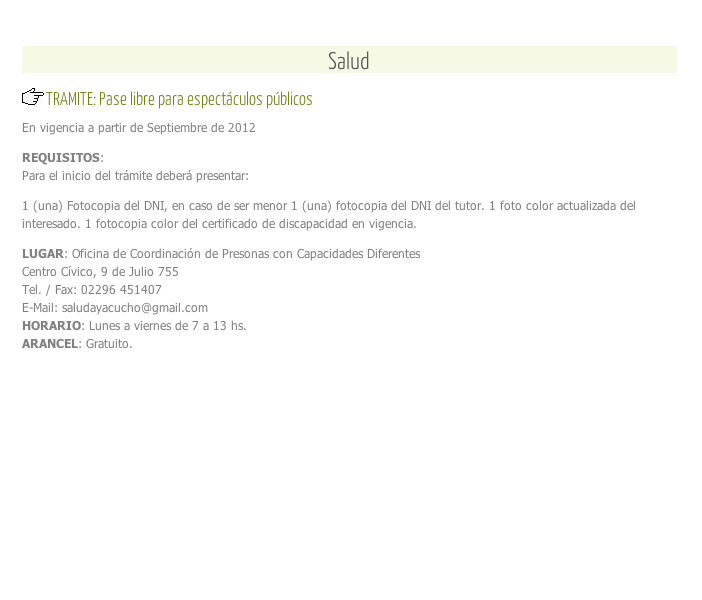 Salud
TRAMITE: Pase libre para espectáculos públicos
En vigencia a partir de Septiembre de 2012
REQUISITOS:
Para el inicio del trámite deberá presentar:
1 (una) Fotocopia del DNI, en caso de ser menor 1 (una) fotocopia del DNI del tutor. 1 foto color actualizada del
interesado. 1 fotocopia color del certificado de discapacidad en vigencia.
LUGAR: Oficina de Coordinación de Presonas con Capacidades Diferentes
Centro Cívico, 9 de Julio 755
Tel. / Fax: 02296 451407
E-Mail: saludayacucho@gmail.com
HORARIO: Lunes a viernes de 7 a 13 hs.
ARANCEL: Gratuito.